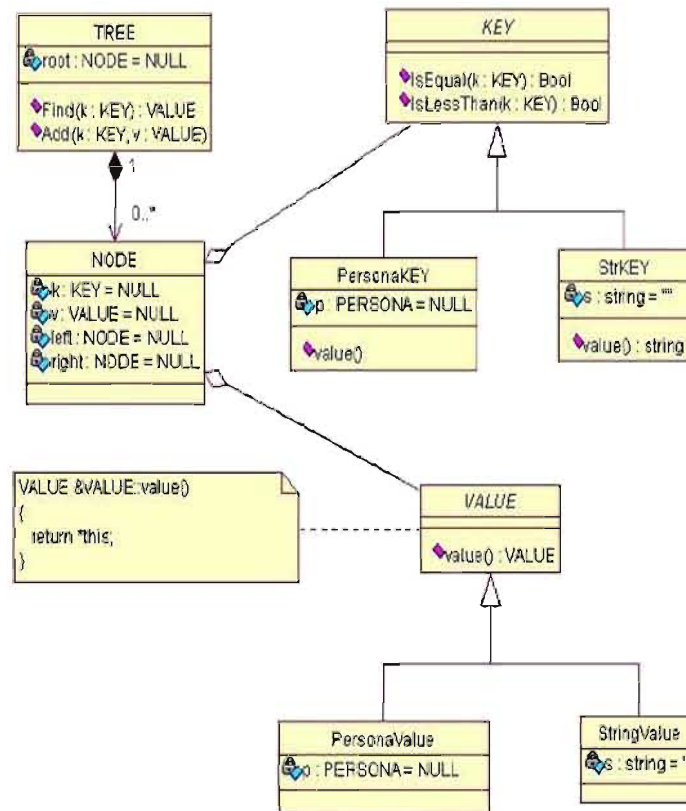 TREE
root : NODE = NULL
Find(k : KEY) : VALUE
Add(k : KEY, v : VALUE)
1
0..*
KEY
IsEqual(k : KEY) : Bool
IsLessThan(k : KEY) : Bool
NODE
k : KEY = NULL
v : VALUE = NULL
left : NODE = NULL
right : NODE = NULL
PersonaKEY
p : PERSONA = NULL
value()
StrKEY
s : string = ""
value() : string
VALUE &VALUE::value()
{
return *this;
}
VALUE
value() : VALUE
PersonaValue
p : PERSONA = NULL
StringValue
s : string = "